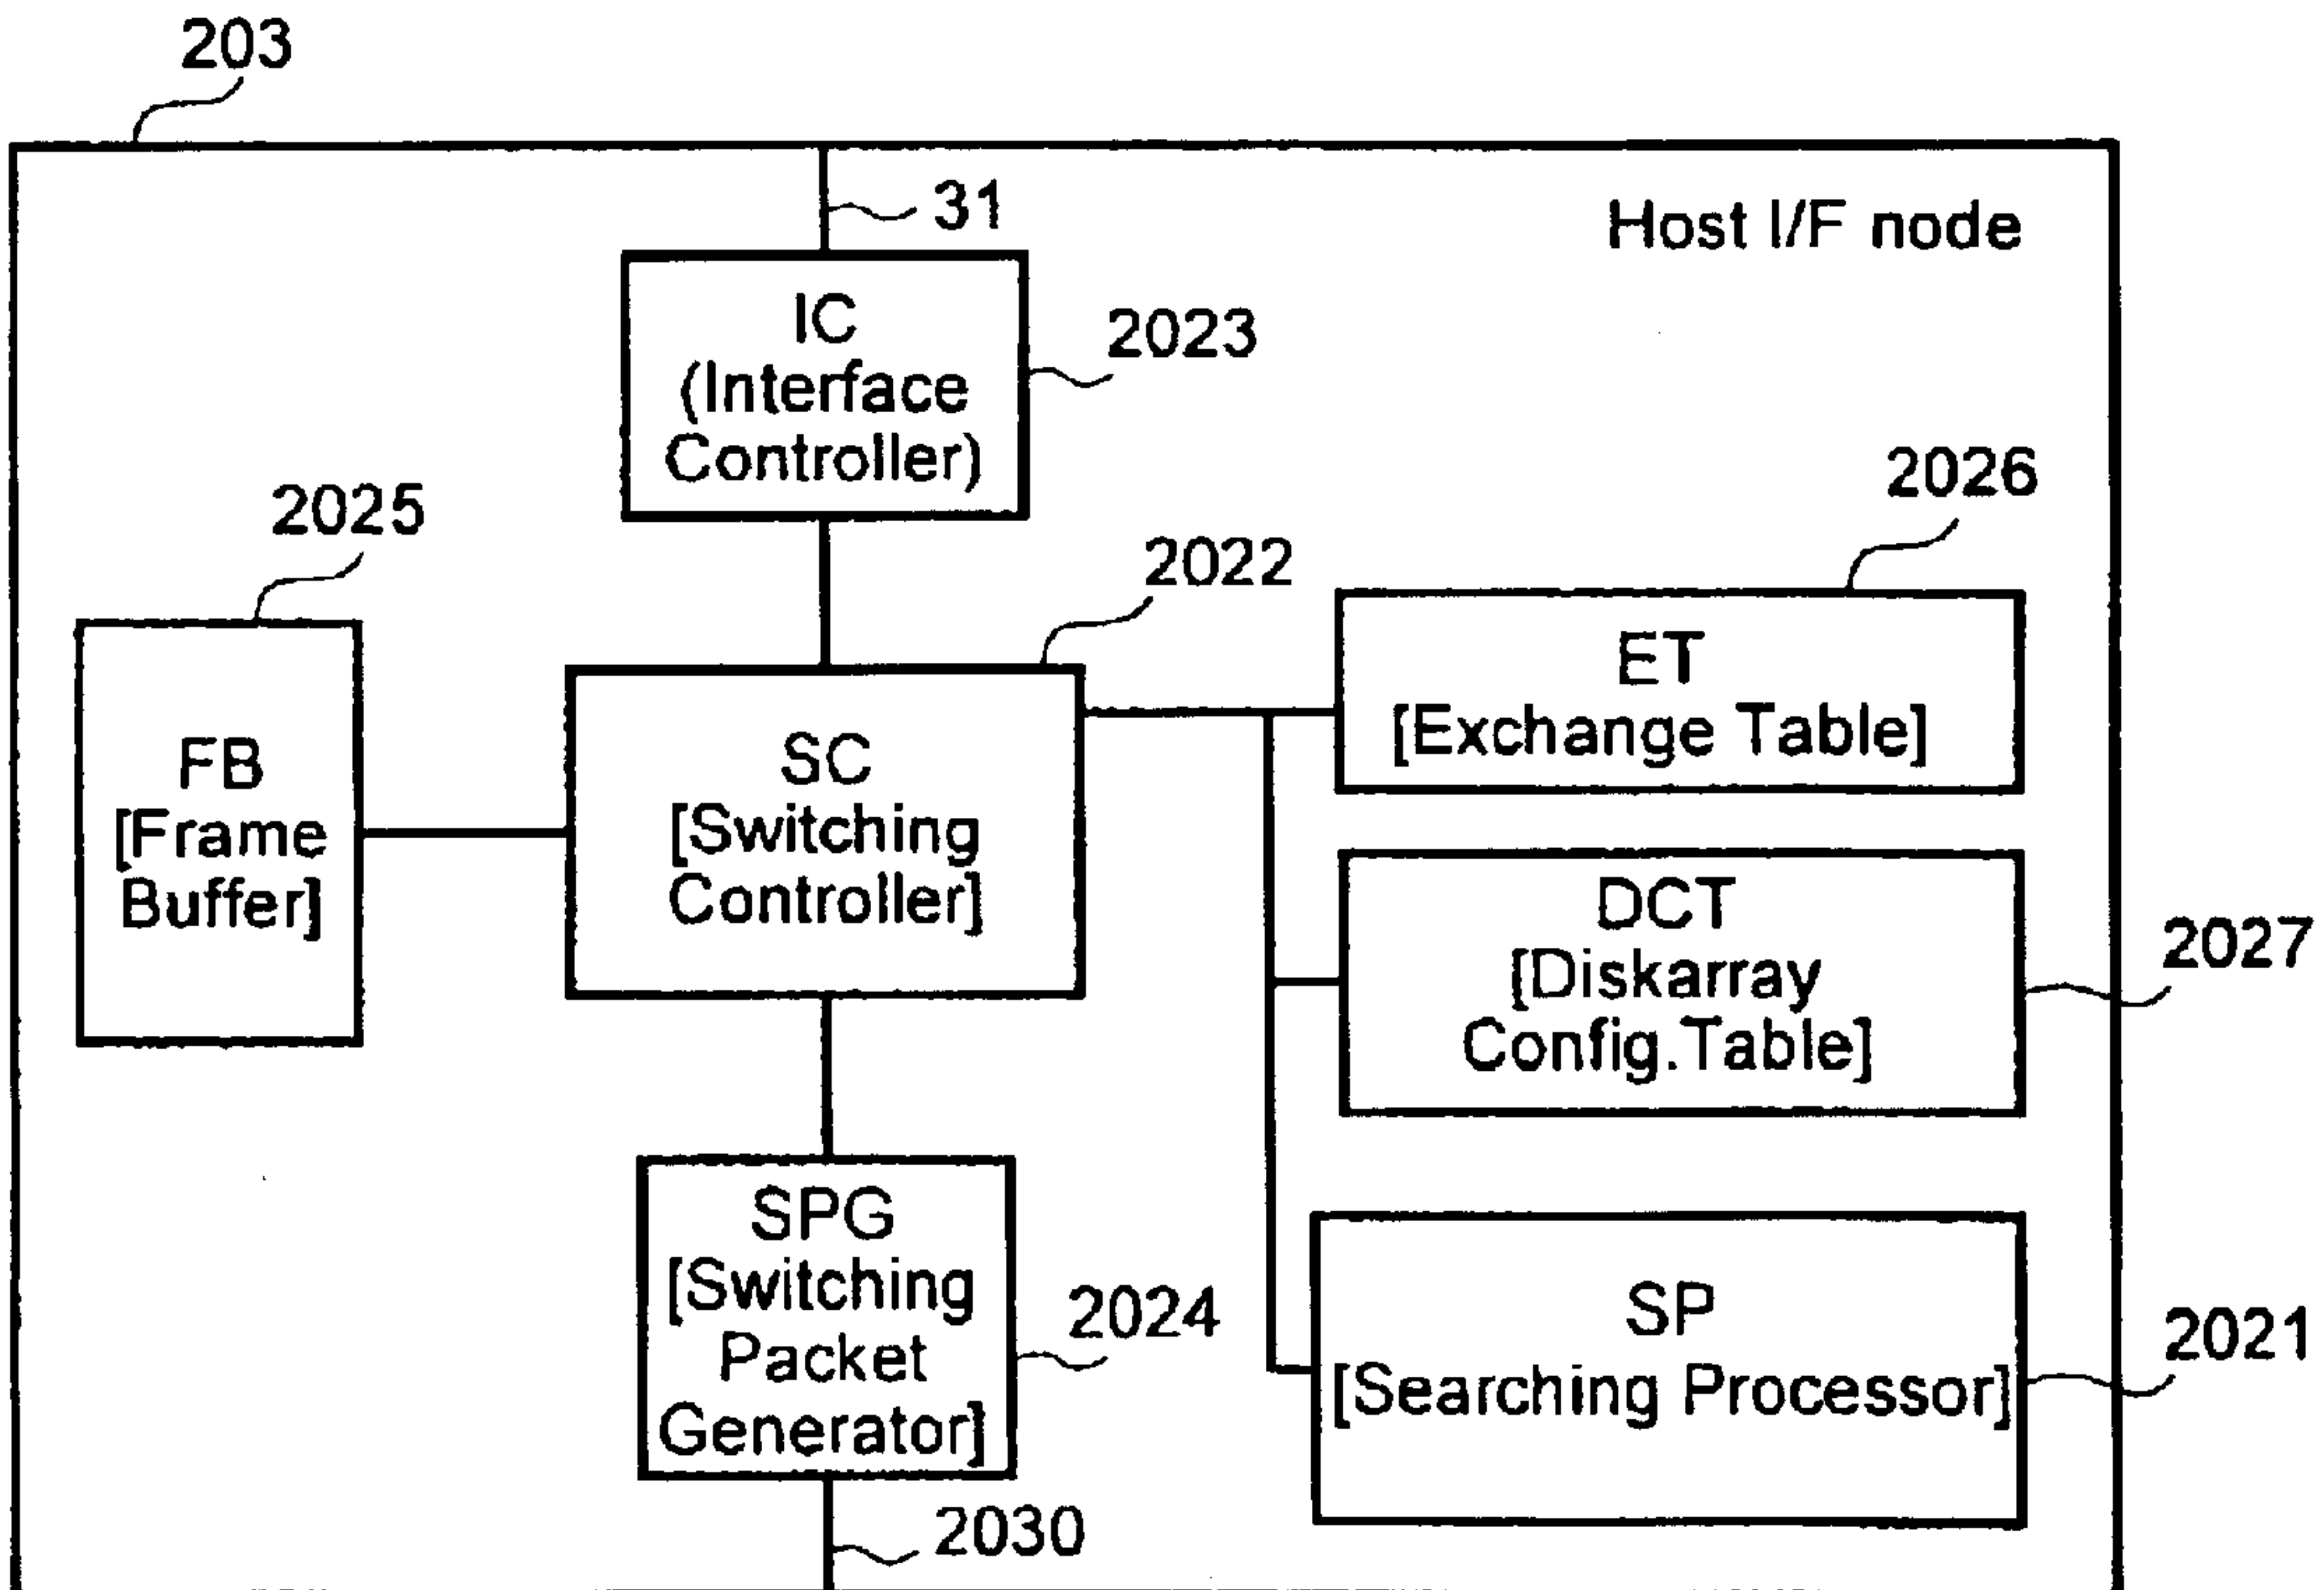 203
31
Host I/F node
IC
(Interface
Controller)
2023
2026
2025
2022
ET
[Exchange Table]
FB
[Frame
Buffer]
SC
[Switching
Controller]
DCT
[Diskarray
Config.Table]
2027
SPG
[Switching
Packet
Generator]
2024
SP
[Searching Processor]
2021
2030